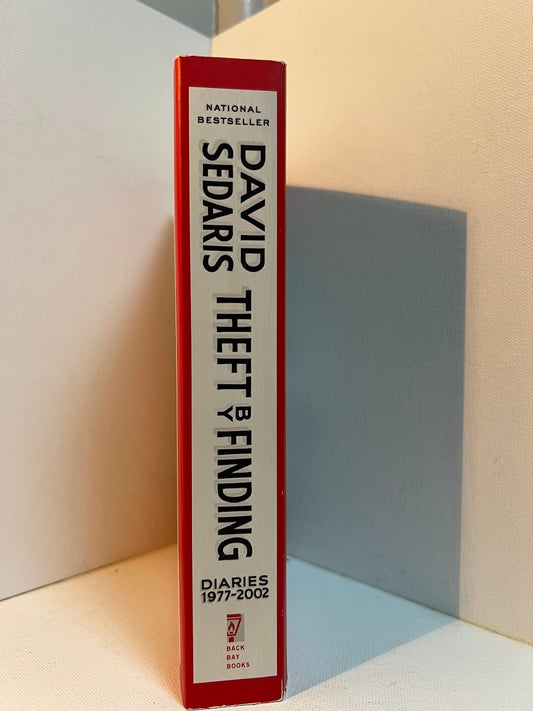 NATIONAL
BESTSELLER
DAVID
SEDARIS
THEFT BY FINDING
DIARIES
1977-2002
BACK
BAY
BOOKS